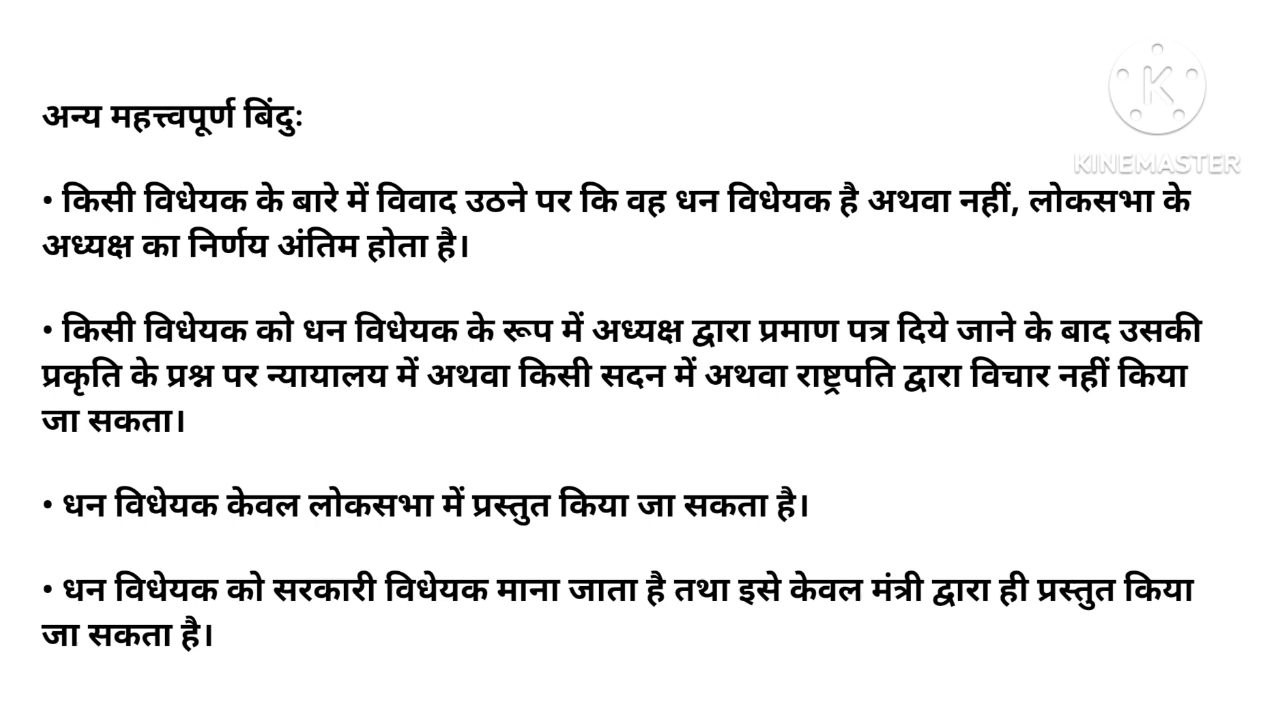 अन्य महत्त्वपूर्ण बिंदुः
• किसी विधेयक के बारे में विवाद उठने पर कि वह धन विधेयक है अथवा नहीं, लोकसभा के
अध्यक्ष का निर्णय अंतिम होता है।
• किसी विधेयक को धन विधेयक के रूप में अध्यक्ष द्वारा प्रमाण पत्र दिये जाने के बाद उसकी
प्रकृति के प्रश्न पर न्यायालय में अथवा किसी सदन में अथवा राष्ट्रपति द्वारा विचार नहीं किया
जा सकता।
• धन विधेयक केवल लोकसभा में प्रस्तुत किया जा सकता है।
• धन विधेयक को सरकारी विधेयक माना जाता है तथा इसे केवल मंत्री द्वारा ही प्रस्तुत किया
जा सकता है।
K
KINEMASTER